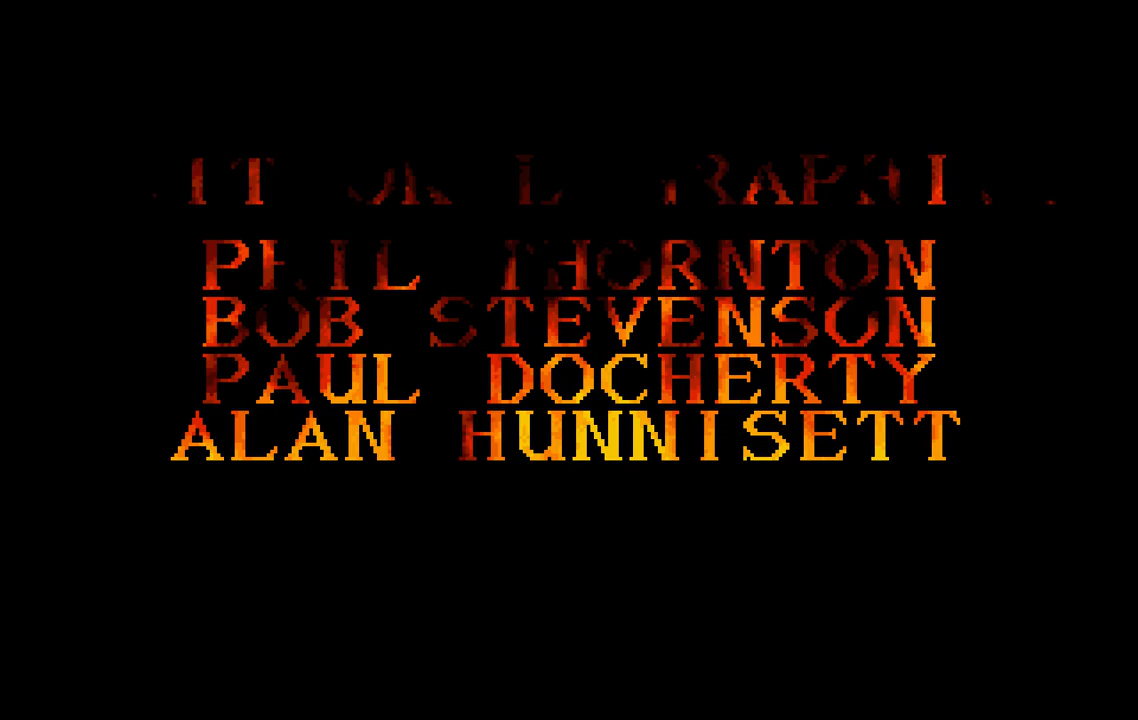 PHIL THORNTON
BOB STEVENSON
PAUL DOCHERTY
ALAN HUNNISETT